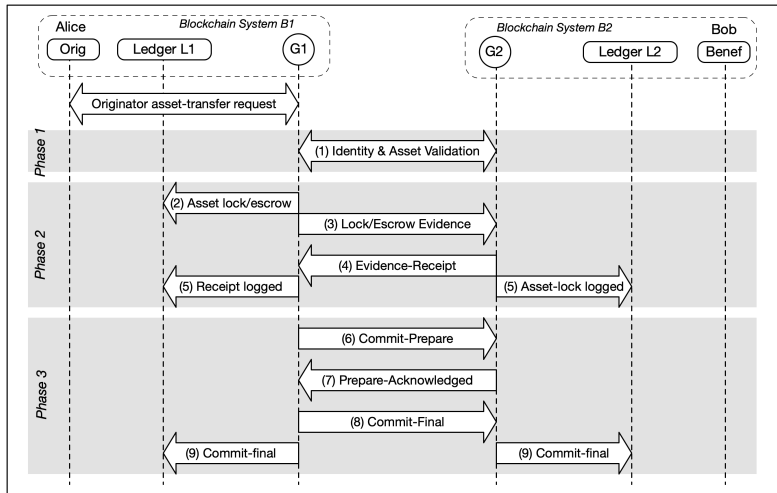 Blockchain System B1
Blockchain System B2
Alice
Bob
Orig
Ledger L1
G1
G2
Ledger L2
Benef
Originator asset-transfer request
Phase 1
(1) Identity & Asset Validation
Phase 2
(2) Asset lock/escrow
(3) Lock/Escrow Evidence
(4) Evidence-Receipt
(5) Receipt logged
(5) Asset-lock logged
Phase 3
(6) Commit-Prepare
(7) Prepare-Acknowledged
(8) Commit-Final
(9) Commit-final
(9) Commit-final